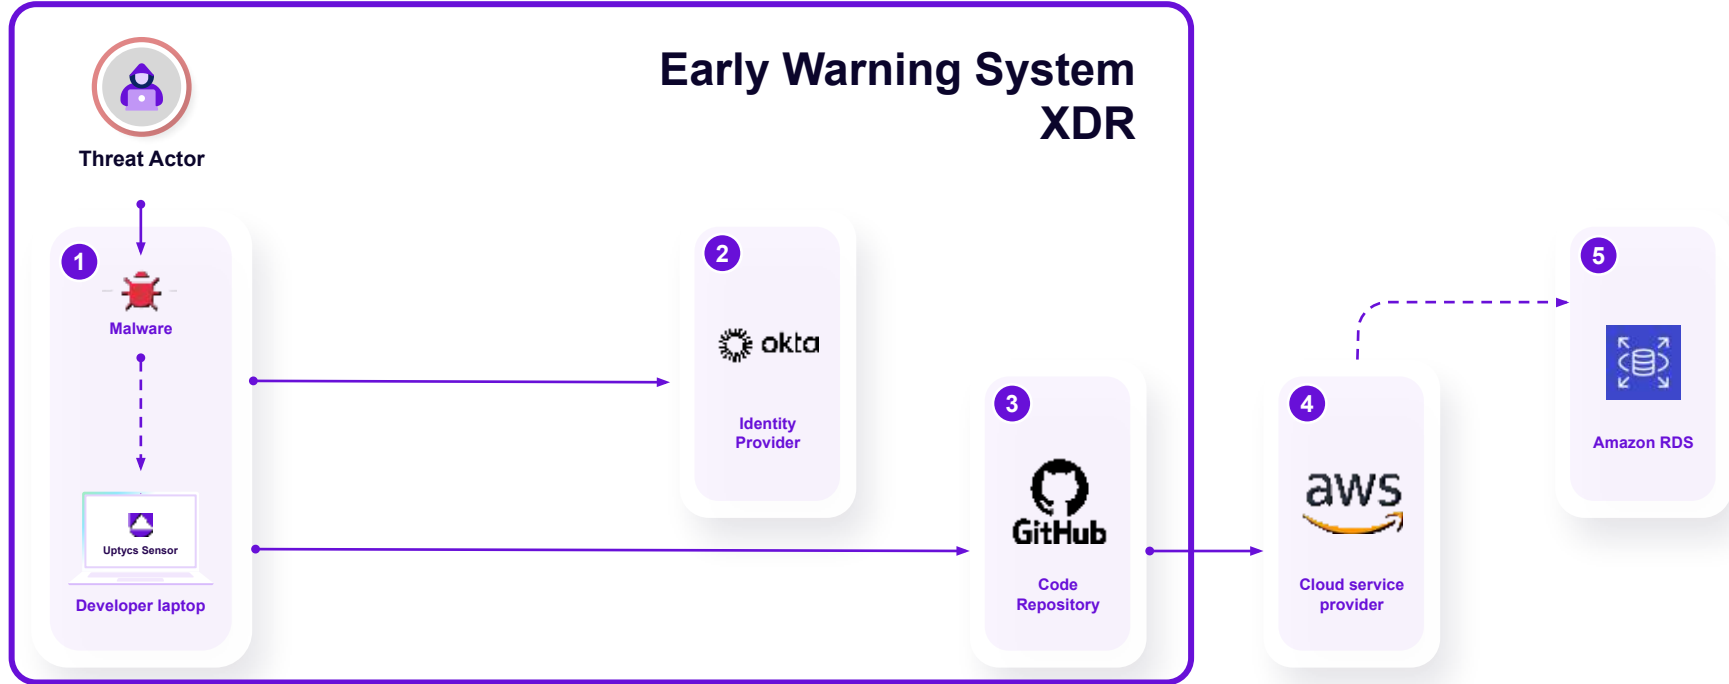 Early Warning System
XDR
Threat Actor
1
Malware
Uptycs Sensor
Developer laptop
2
okta
Identity
Provider
3
GitHub
Code
Repository
4
aws
Cloud service
provider
5
Amazon RDS